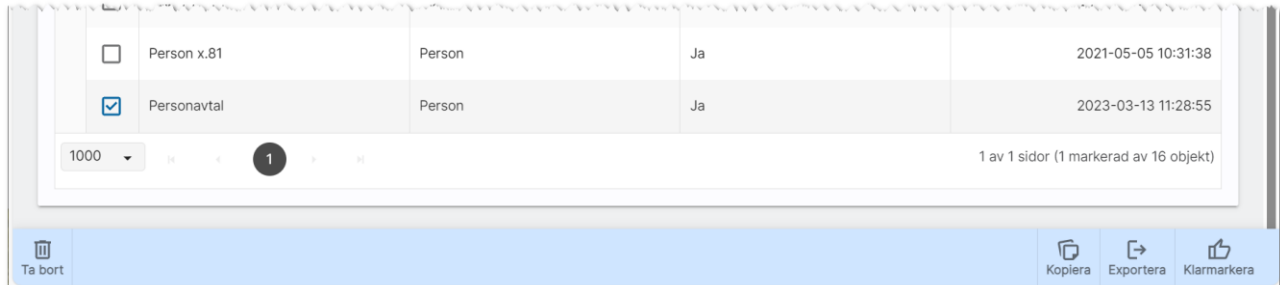 Person x.81 Person Ja 2021-05-05 10:31:38
Personavtal Person Ja 2023-03-13 11:28:55
1000 1 1 av 1 sidor (1 markerad av 16 objekt)
Ta bort Kopiera Exportera Klarmarkera